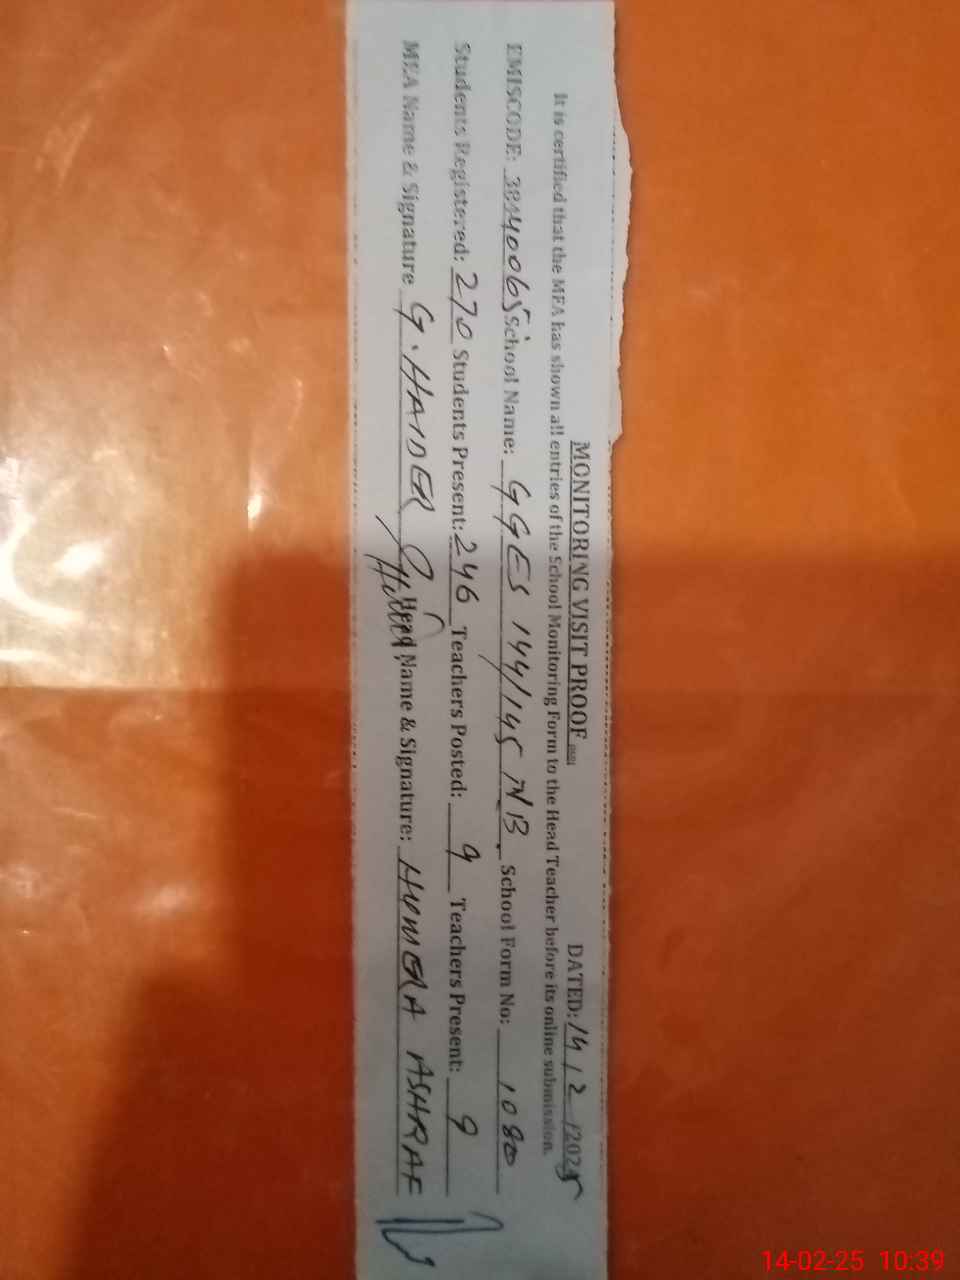 MONITORING VISIT PROOF DATED: 14/2/2025
It is certified that the MEA has shown all entries of the School Monitoring Form to the Head Teacher before its online submission.
EMISCODE: 38440065 School Name: GGES 144/145 NB School Form No: 1080
Students Registered: 270 Students Present: 246 Teachers Posted: 9 Teachers Present: 9
MEA Name & Signature G. HAIDER Head Name & Signature: HUMERA ASHRAF
14-02-25 10:39